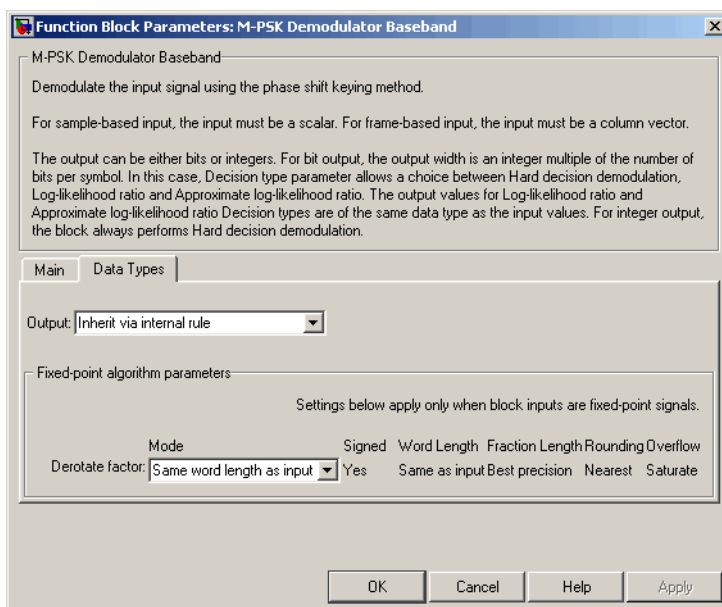 Function Block Parameters: M-PSK Demodulator Baseband
M-PSK Demodulator Baseband
Demodulate the input signal using the phase shift keying method.
For sample-based input, the input must be a scalar. For frame-based input, the input must be a column vector.
The output can be either bits or integers. For bit output, the output width is an integer multiple of the number of
bits per symbol. In this case, Decision type parameter allows a choice between Hard decision demodulation,
Log-likelihood ratio and Approximate log-likelihood ratio. The output values for Log-likelihood ratio and
Approximate log-likelihood ratio Decision types are of the same data type as the input values. For integer output,
the block always performs Hard decision demodulation.
Main Data Types
Output: Inherit via internal rule
Fixed-point algorithm parameters
Settings below apply only when block inputs are fixed-point signals.
Mode Signed Word Length Fraction Length Rounding Overflow
Derotate factor: Same word length as input Yes Same as input Best precision Nearest Saturate
OK Cancel Help Apply